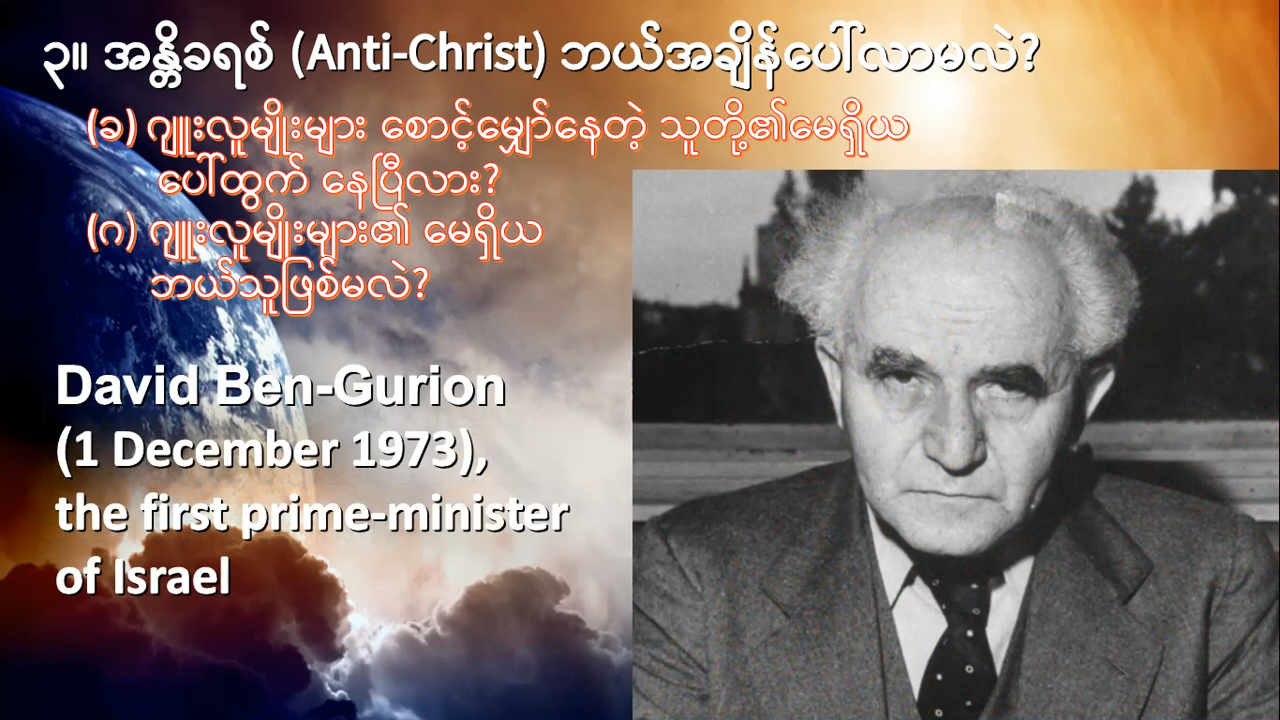 ၃။ အန္တိခရစ် (Anti-Christ) ဘယ်အချိန်ပေါ်လာမလဲ?
(ခ) ဂျူးလူမျိုးများ စောင့်မျှော်နေတဲ့ သူတို့၏မေရှိယ
ပေါ်ထွက် နေပြီလား?
(ဂ) ဂျူးလူမျိုးများ၏ မေရှိယ
ဘယ်သူဖြစ်မလဲ?
David Ben-Gurion
(1 December 1973),
the first prime-minister
of Israel